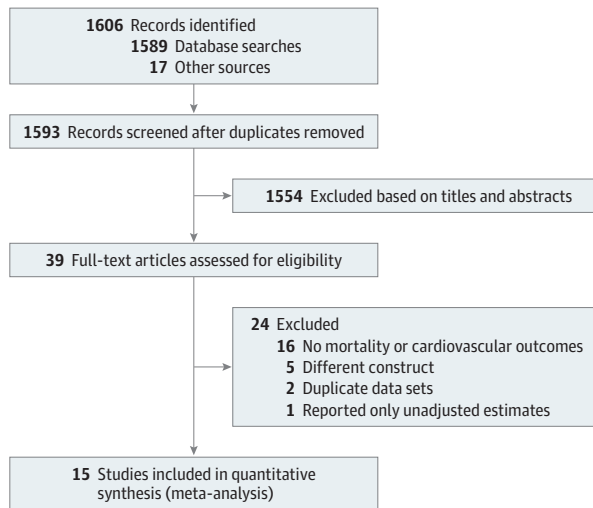 1606 Records identified
1589 Database searches
17 Other sources
1593 Records screened after duplicates removed
1554 Excluded based on titles and abstracts
39 Full-text articles assessed for eligibility
24 Excluded
16 No mortality or cardiovascular outcomes
5 Different construct
2 Duplicate data sets
1 Reported only unadjusted estimates
15 Studies included in quantitative
synthesis (meta-analysis)